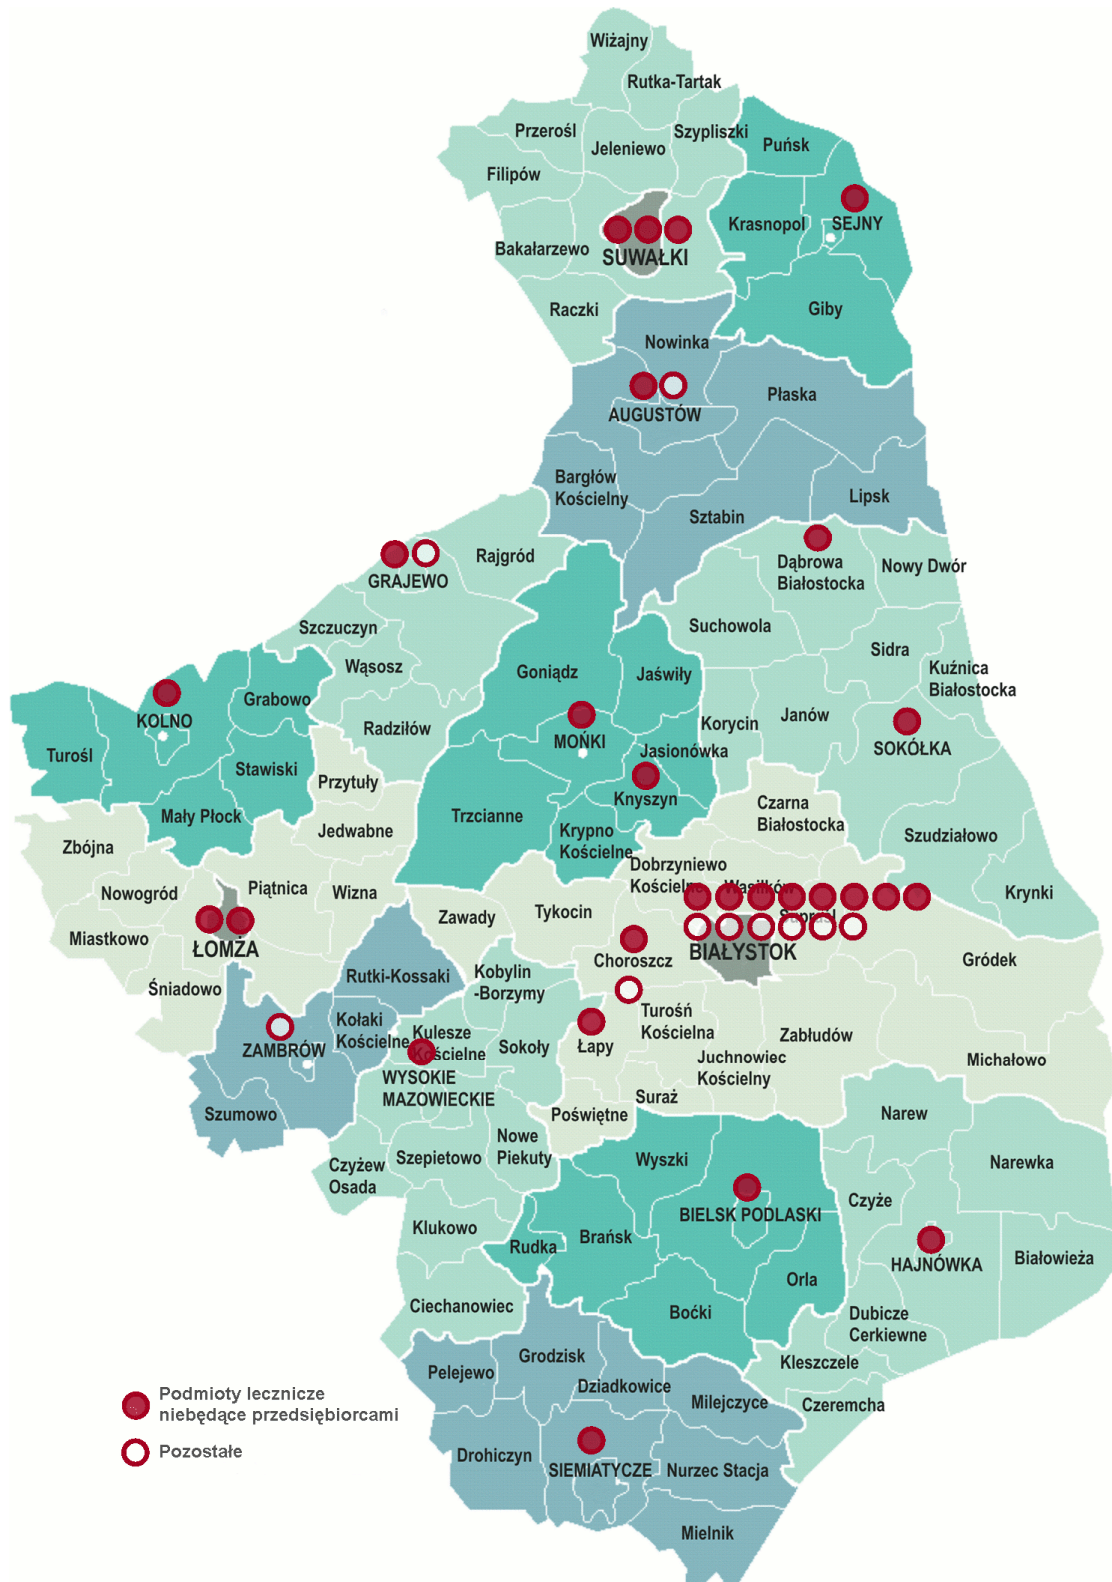 Wiżajny
Rutka-Tartak
Przerośl
Szypliszki
Puńsk
Jeleniewo
Filipów
Krasnopol
SEJNY
Bakałarzewo
SUWAŁKI
Raczki
Giby
Nowinka
Płaska
AUGUSTÓW
Bargłów
Kościelny
Lipsk
Sztabin
Rajgród
Dąbrowa
Białostocka
Nowy Dwór
GRAJEWO
Szczuczyn
Suchowola
Sidra
Wąsosz
Goniądz
Jaświły
Kuźnica
Białostocka
Grabowo
KOLNO
Radziłów
Korycin
Janów
MOŃKI
Jasionówka
SOKÓŁKA
Turośl
Stawiski
Przytuły
Knyszyn
Czarna
Białostocka
Mały Płock
Trzcianne
Jedwabne
Krypno
Kościelne
Szudziałowo
Zbójna
Dobrzyniewo
Kościelne
Wasilków
Nowogród
Piątnica
Wizna
Krynki
Zawady
Tykocin
Supraśl
Miastkowo
ŁOMŻA
Choroszcz
BIAŁYSTOK
Gródek
Śniadowo
Rutki-Kossaki
Kobylin
-Borzymy
Turośń
Kościelna
Kołaki
Kościelne
Kulesze
Kościelne
Sokoły
Łapy
Zabłudów
ZAMBRÓW
Juchnowiec
Kościelny
Michałowo
WYSOKIE
MAZOWIECKIE
Suraż
Szumowo
Poświętne
Narew
Nowe
Piekuty
Szepietowo
Wyszki
Narewka
Czyżew
Osada
Czyże
Klukowo
BIELSK PODLASKI
Rudka
Brańsk
HAJNÓWKA
Białowieża
Orla
Ciechanowiec
Boćki
Dubicze
Cerkiewne
Grodzisk
Kleszczele
Pelejewo
Dziadkowice
Milejczyce
Czeremcha
Podmioty lecznicze
niebędące przedsiębiorcami
Pozostałe
Drohiczyn
SIEMIATYCZE
Nurzec Stacja
Mielnik